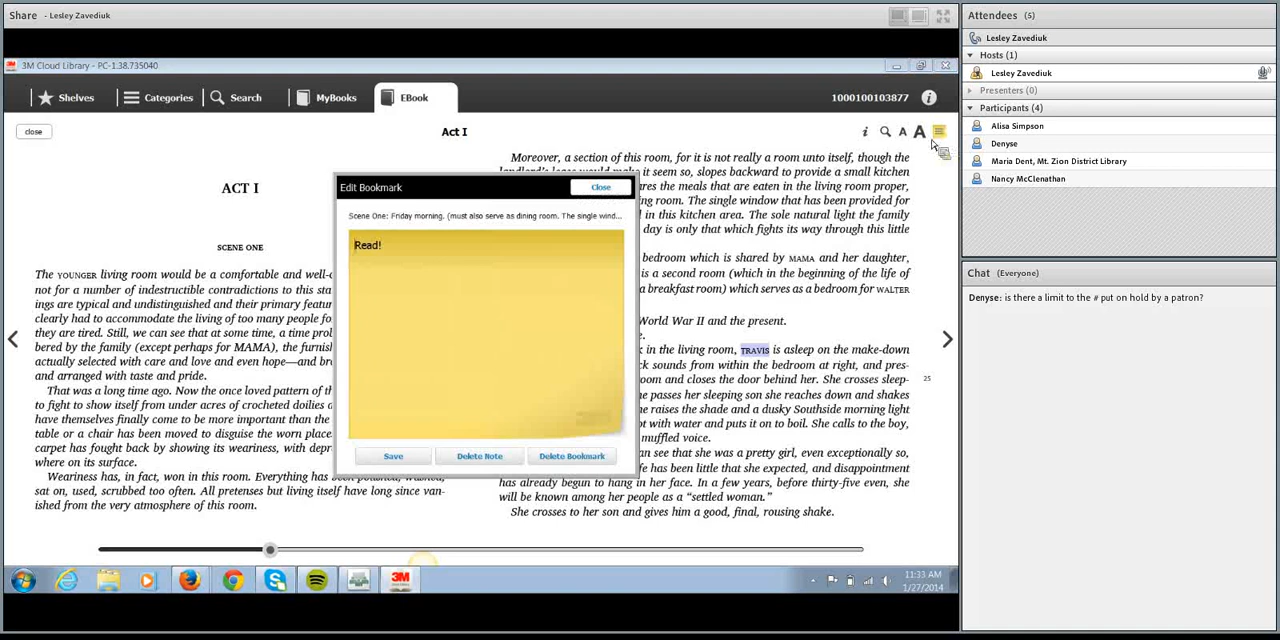 Share - Lesley Zavediuk
3M Cloud Library - PC-1.38.735040
Shelves
Categories
Search
MyBooks
EBook
1000100103877
close
Act I
i
A
A
ACT I
SCENE ONE
The YOUNGER living room would be a comfortable and well-
not for a number of indestructible contradictions to this sta
ings are typical and undistinguished and their primary featur
clearly had to accommodate the living of too many people fo
they are tired. Still, we can see that at some time, a time prol
bered by the family (except perhaps for MAMA), the furnish
actually selected with care and love and even hope—and br
and arranged with taste and pride.
That was a long time ago. Now the once loved pattern of th
to fight to show itself from under acres of crocheted doilies
have themselves finally come to be more important than the
table or a chair has been moved to disguise the worn places
carpet has fought back by showing its weariness, with depr
where on its surface.
Weariness has, in fact, won in this room. Everything has been polished, washed,
sat on, used, scrubbed too often. All pretenses but living itself have long since van-
ished from the very atmosphere of this room.
Moreover, a section of this room, for it is not really a room unto itself, though the
landlord's lease would make it seem so, slopes backward to provide a small kitchen
ares the meals that are eaten in the living room proper,
ing room. The single window that has been provided for
d in this kitchen area. The sole natural light the family
day is only that which fights its way through this little
bedroom which is shared by MAMA and her daughter,
is a second room (which in the beginning of the life of
a breakfast room) which serves as a bedroom for WALTER
World War II and the present.
k in the living room, TRAVIS is asleep on the make-down
ck sounds from within the bedroom at right, and pres-
oom and closes the door behind her. She crosses sleep-
25
e passes her sleeping son she reaches down and shakes
he raises the shade and a dusky Southside morning light
ot with water and puts it on to boil. She calls to the boy,
muffled voice.
an see that she was a pretty girl, even exceptionally so,
ife has been little that she expected, and disappointment
has already begun to hang in her face. In a few years, before thirty-five even, she
will be known among her people as a “settled woman.”
She crosses to her son and gives him a good, final, rousing shake.
Edit Bookmark
Close
Scene One: Friday morning. (must also serve as dining room. The single wind...
Read!
Save
Delete Note
Delete Bookmark
3M
11:33 AM
1/27/2014
Attendees (5)
Lesley Zavediuk
Hosts (1)
Lesley Zavediuk
Presenters (0)
Participants (4)
Alisa Simpson
Denyse
Maria Dent, Mt. Zion District Library
Nancy McClenathan
Chat (Everyone)
Denyse: is there a limit to the # put on hold by a patron?